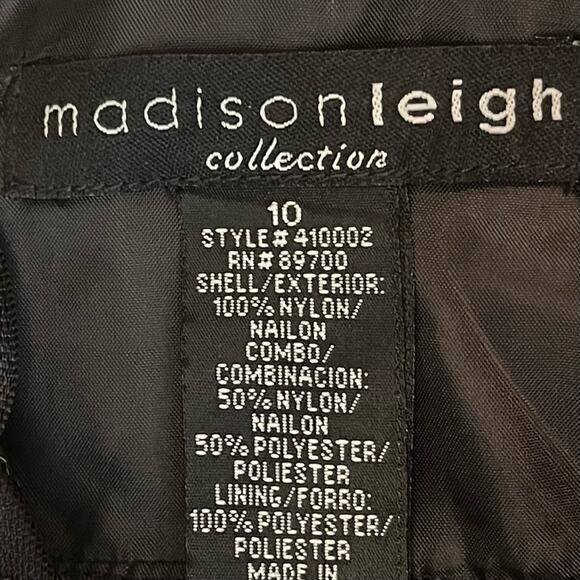 madisonleigh
collection
10
STYLE# 410002
RN# 89700
SHELL/EXTERIOR:
100% NYLON/
NAILON
COMBO/
COMBINACION:
50% NYLON/
NAILON
50% POLYESTER/
POLIESTER
LINING/FORRO:
100% POLYESTER/
POLIESTER
MADE IN